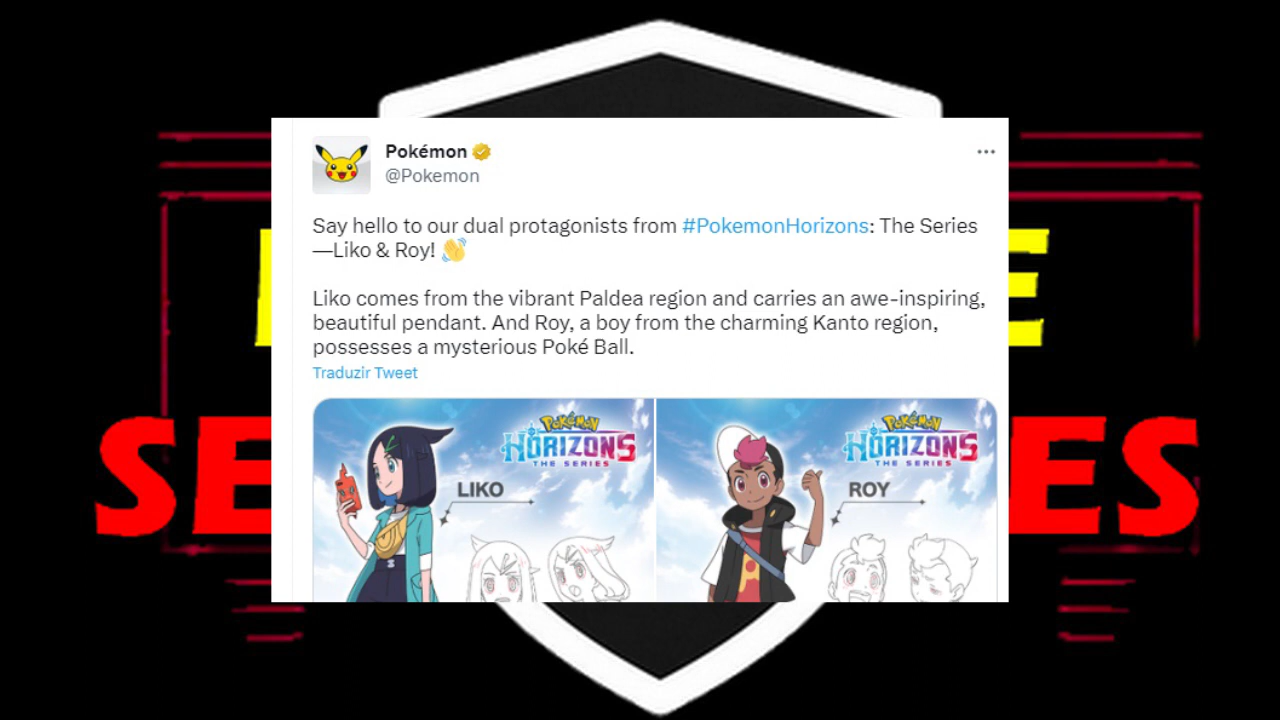 Pokémon
@Pokemon
Say hello to our dual protagonists from #PokemonHorizons: The Series
—Liko & Roy! 👋
Liko comes from the vibrant Paldea region and carries an awe-inspiring,
beautiful pendant. And Roy, a boy from the charming Kanto region,
possesses a mysterious Poké Ball.
Traduzir Tweet
POKÉMON
HORIZONS
THE SERIES
LIKO
POKÉMON
HORIZONS
THE SERIES
ROY